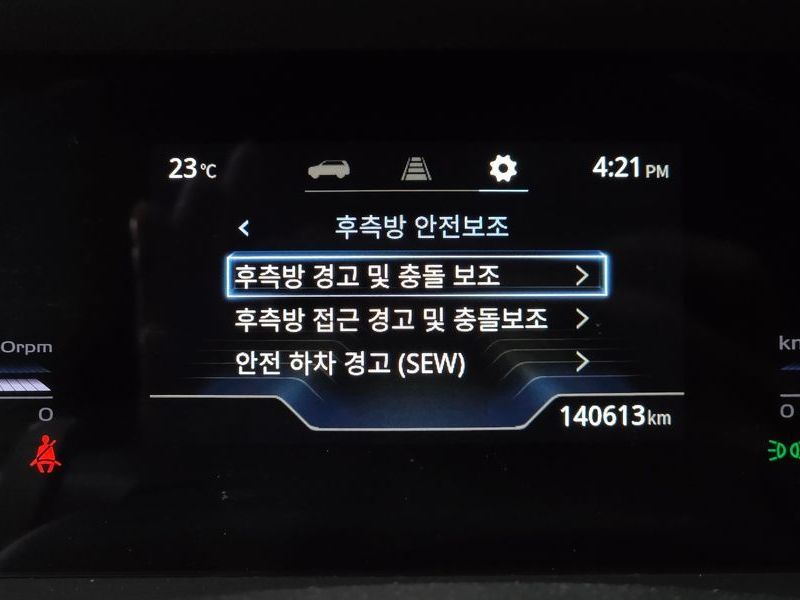 23°C
4:21 PM
후측방 안전보조
후측방 경고 및 충돌 보조
후측방 접근 경고 및 충돌보조
안전 하차 경고 (SEW)
0rpm
km
0
0
140613km